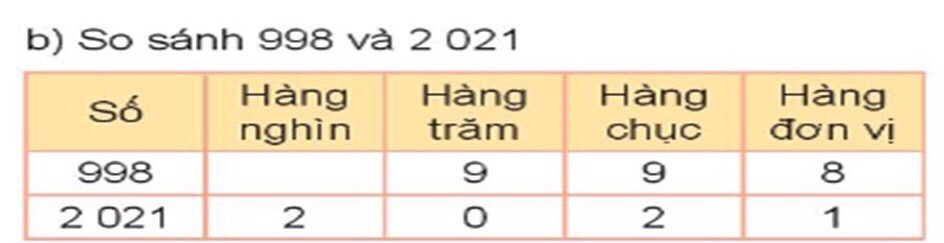 b) So sánh 998 và 2 021
Số Hàng nghìn Hàng trăm Hàng chục Hàng đơn vị
998 9 9 8
2 021 2 0 2 1